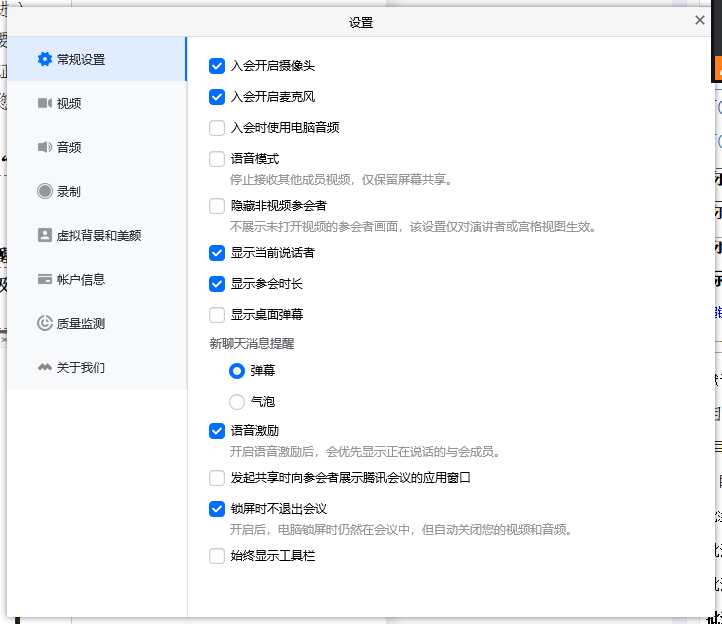 设置
常规设置
视频
音频
录制
虚拟背景和美颜
帐户信息
质量监测
关于我们
入会开启摄像头
入会开启麦克风
入会时使用电脑音频
语音模式
停止接收其他成员视频，仅保留屏幕共享。
隐藏非视频参会者
不展示未打开视频的参会者画面，该设置仅对演讲者或宫格视图生效。
显示当前说话者
显示参会时长
显示桌面弹幕
新聊天消息提醒
弹幕
气泡
语音激励
开启语音激励后，会优先显示正在说话的与会成员。
发起共享时向参会者展示腾讯会议的应用窗口
锁屏时不退出会议
开启后，电脑锁屏时仍然在会议中，但自动关闭您的视频和音频。
始终显示工具栏